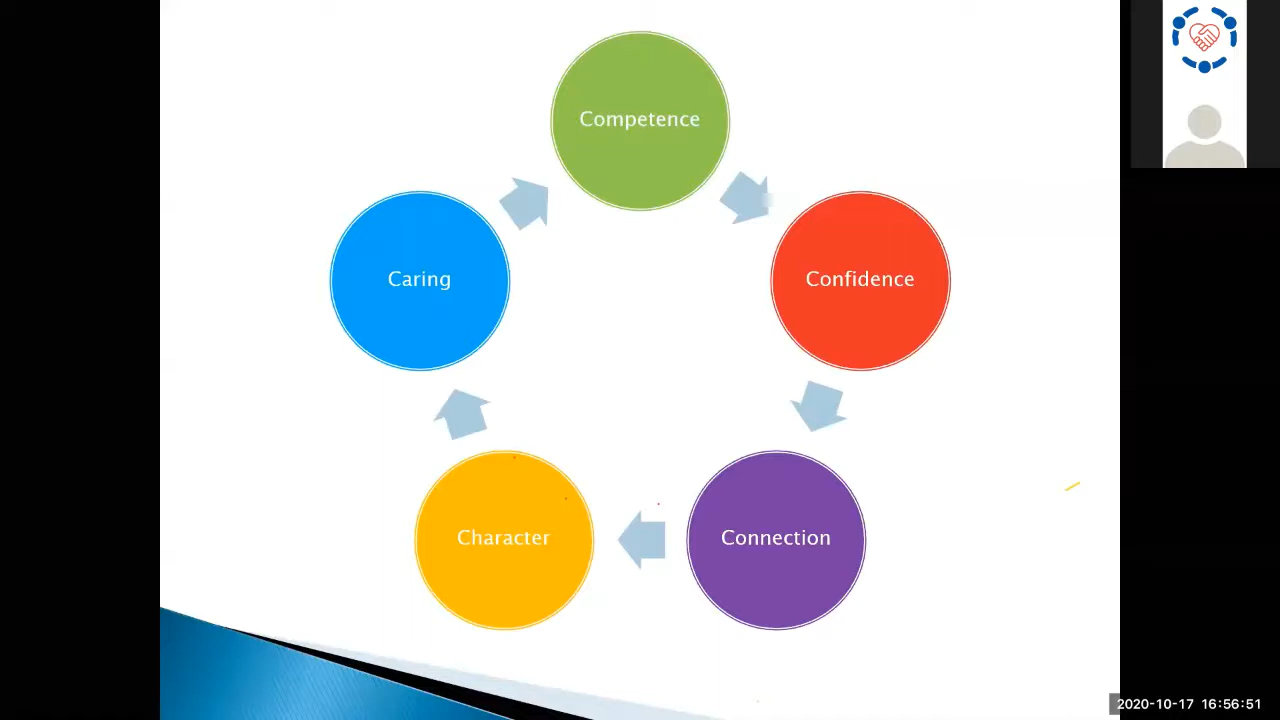 Competence
Confidence
Connection
Character
Caring
2020-10-17 16:56:51